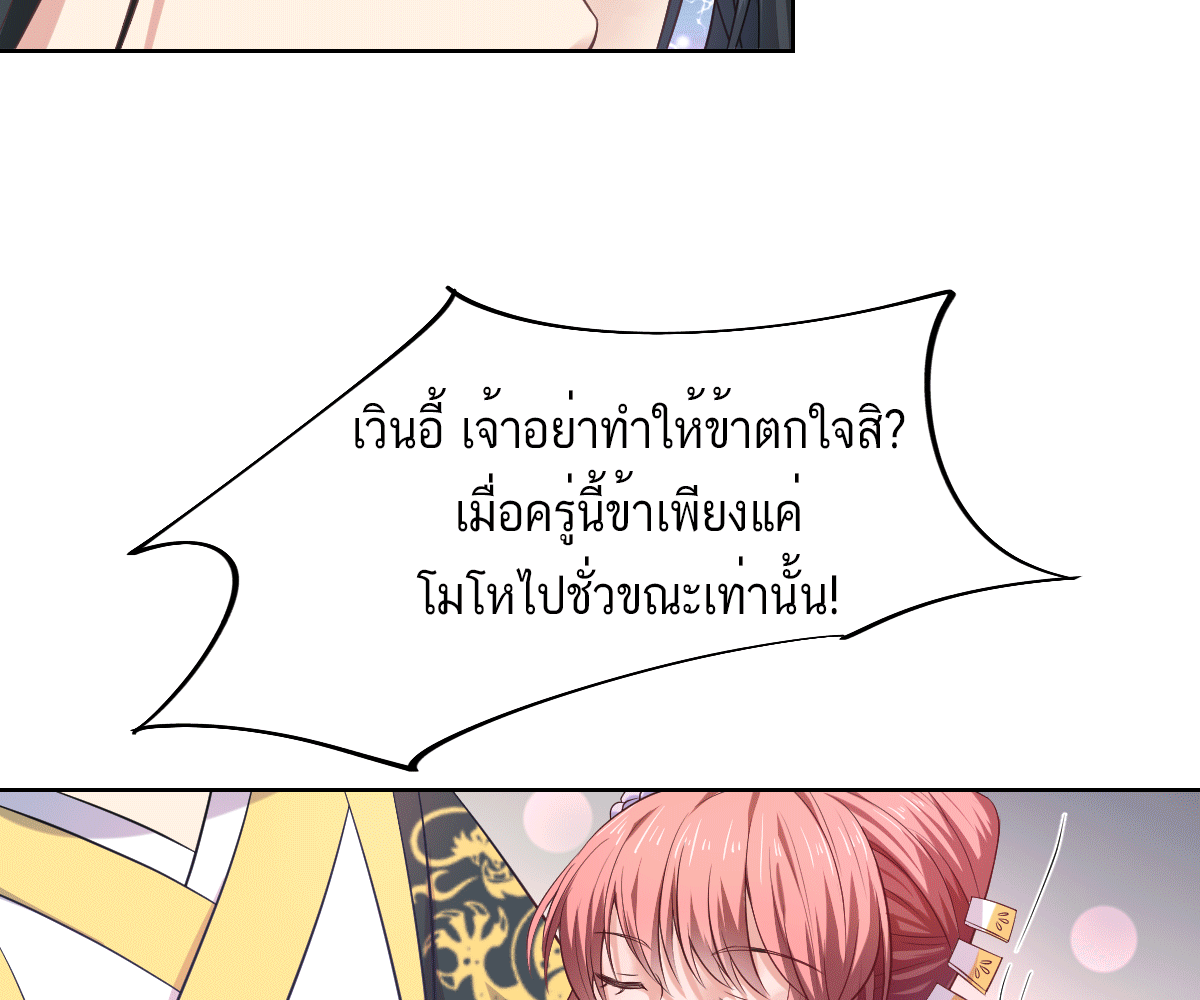 เวินอี้ เจ้าอย่าทำให้ข้าตกใจสิ?
เมื่อครู่นี้ข้าเพียงแค่
โมโหไปชั่วขณะเท่านั้น!